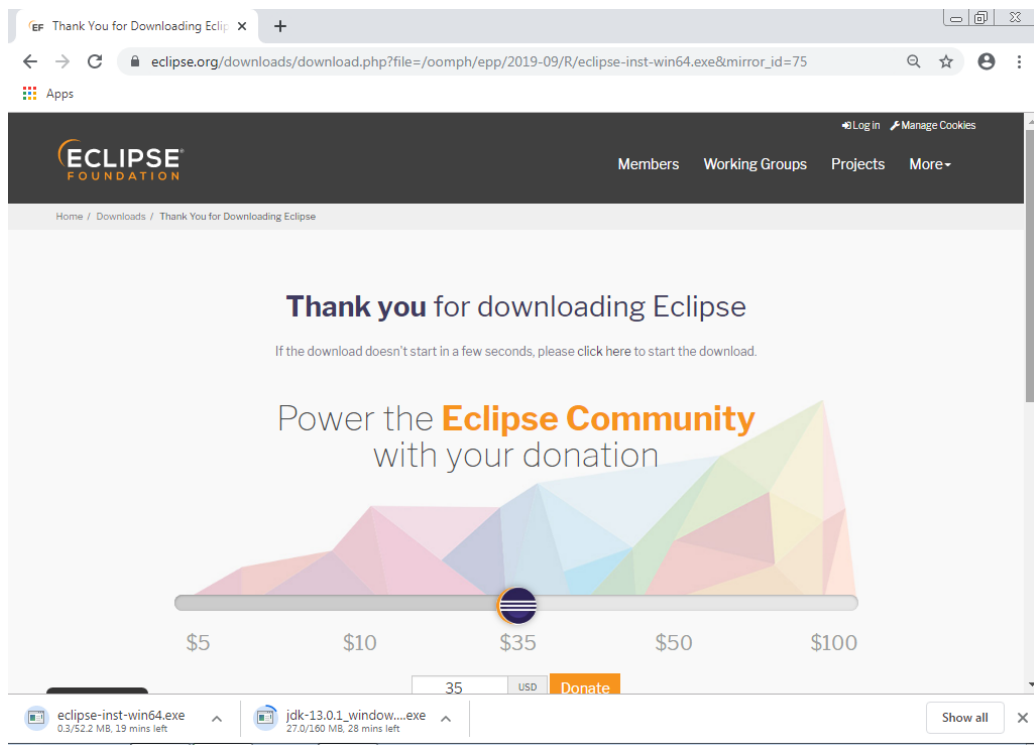 EF Thank You for Downloading Eclip
eclipse.org/downloads/download.php?file=/oomph/epp/2019-09/R/eclipse-inst-win64.exe&mirror_id=75
Apps
Log in Manage Cookies
ECLIPSE
FOUNDATION
Members Working Groups Projects More
Home / Downloads / Thank You for Downloading Eclipse
Thank you for downloading Eclipse
If the download doesn't start in a few seconds, please click here to start the download.
Power the Eclipse Community
with your donation
$5 $10 $35 $50 $100
35 USD Donate
eclipse-inst-win64.exe
0.3/52.2 MB, 19 mins left
jdk-13.0.1_window....exe
27.0/160 MB, 28 mins left
Show all